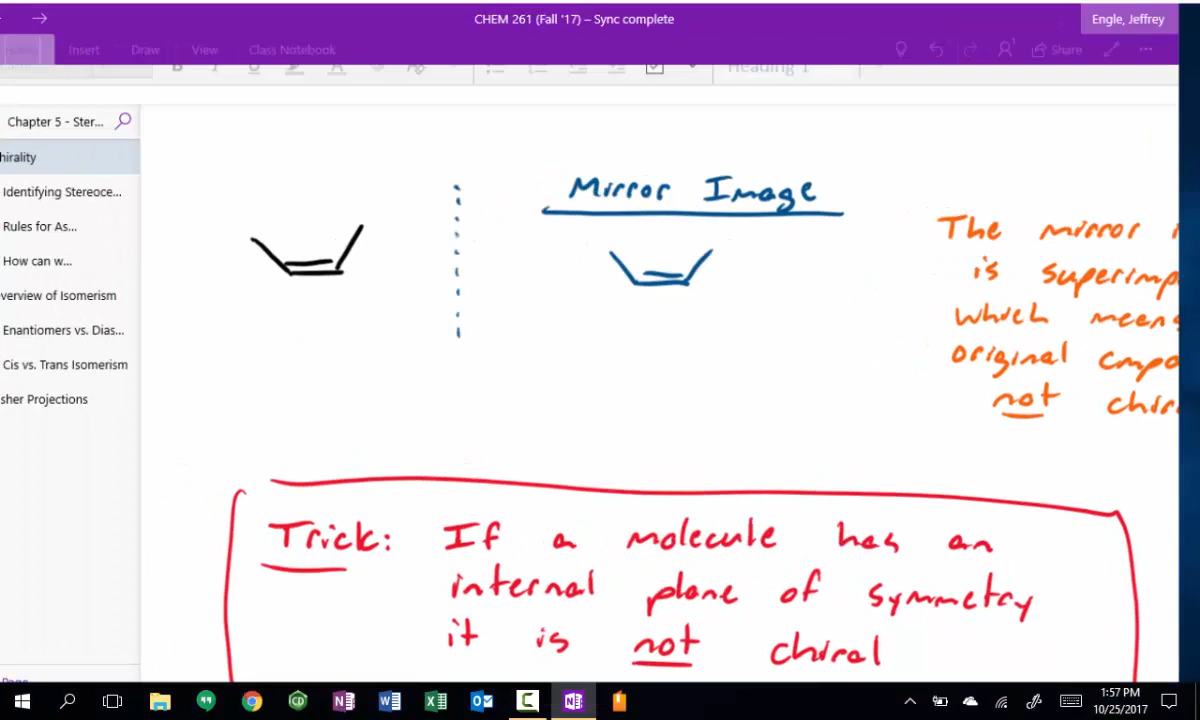 CHEM 261 (Fall '17) – Sync complete
Engle, Jeffrey
Insert Draw View Class Notebook Share
Heading 1
Chapter 5 - Ster...
hirality
Identifying Stereoce...
Rules for As...
How can w...
verview of Isomerism
Enantiomers vs. Dias...
Cis vs. Trans Isomerism
sher Projections
Mirror Image
The mirror i
is superimp
which means
original cmpo
not chir
Trick: If a molecule has an
internal plane of symmetry
it is not chiral
1:57 PM
10/25/2017